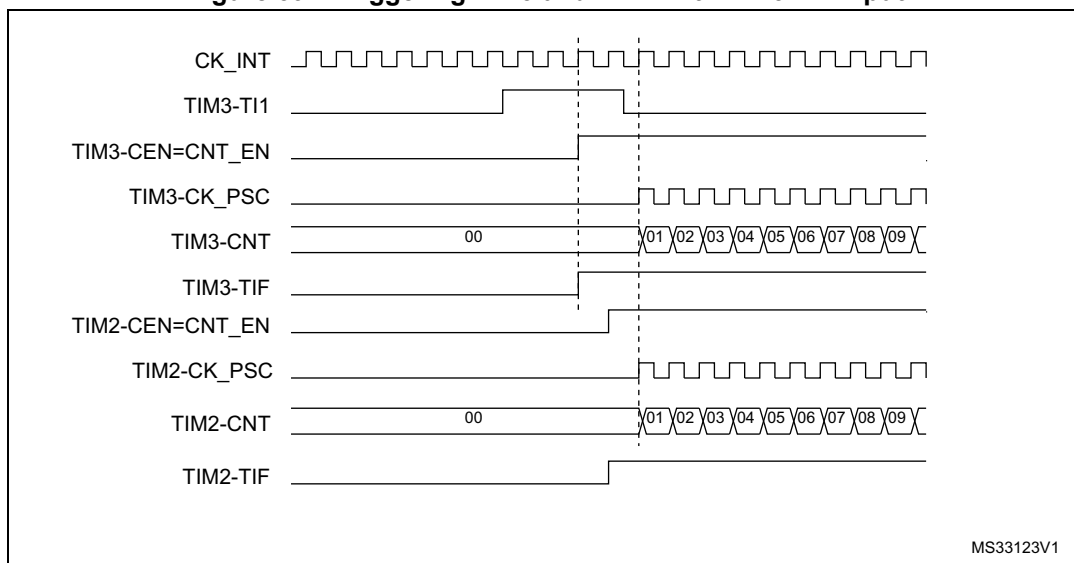 CK_INT
TIM3-TI1
TIM3-CEN=CNT_EN
TIM3-CK_PSC
TIM3-CNT 00 01 02 03 04 05 06 07 08 09
TIM3-TIF
TIM2-CEN=CNT_EN
TIM2-CK_PSC
TIM2-CNT 00 01 02 03 04 05 06 07 08 09
TIM2-TIF
MS33123V1